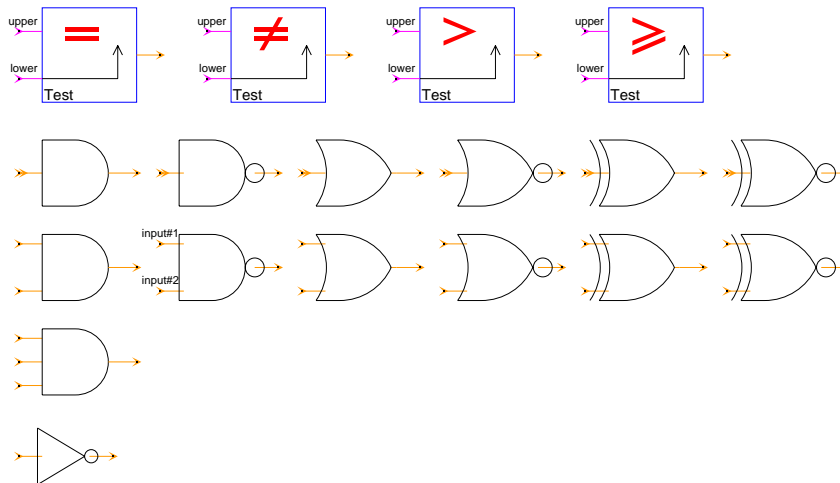 upper = upper ≠ upper > upper ⩾
lower lower lower lower
Test Test Test Test
input#1
input#2